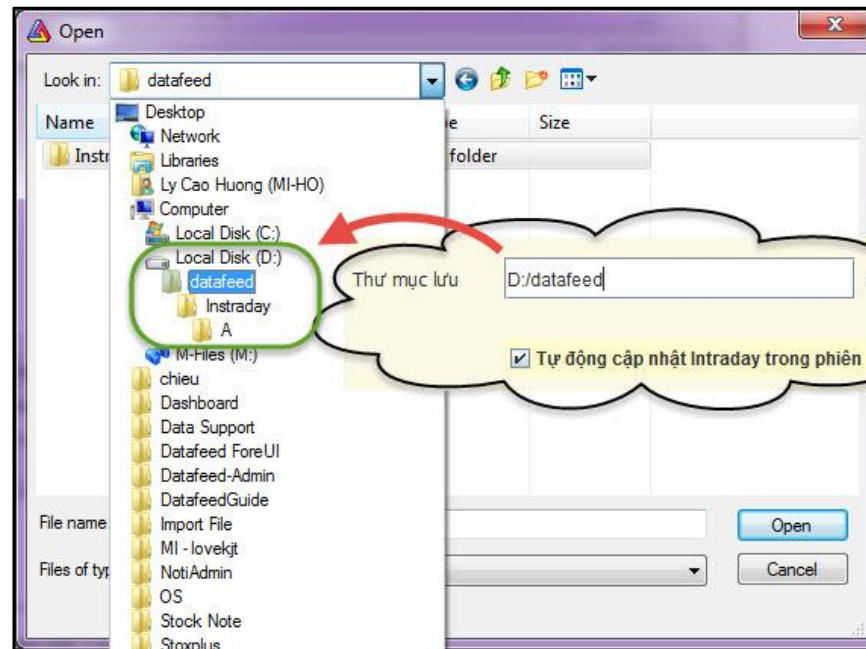 Open
Look in: datafeed
Name
Size
Instr
folder
Desktop
Network
Libraries
Ly Cao Huong (MI-HO)
Computer
Local Disk (C:)
Local Disk (D:)
datafeed
Instraday
A
M-Files (M:)
chieu
Dashboard
Data Support
Datafeed ForeUI
Datafeed-Admin
DatafeedGuide
Import File
MI - lovekjt
NotiAdmin
OS
Stock Note
Stoxplus
Thư mục lưu D:/datafeed
Tự động cập nhật Intraday trong phiên
File name
Open
Files of typ
Cancel